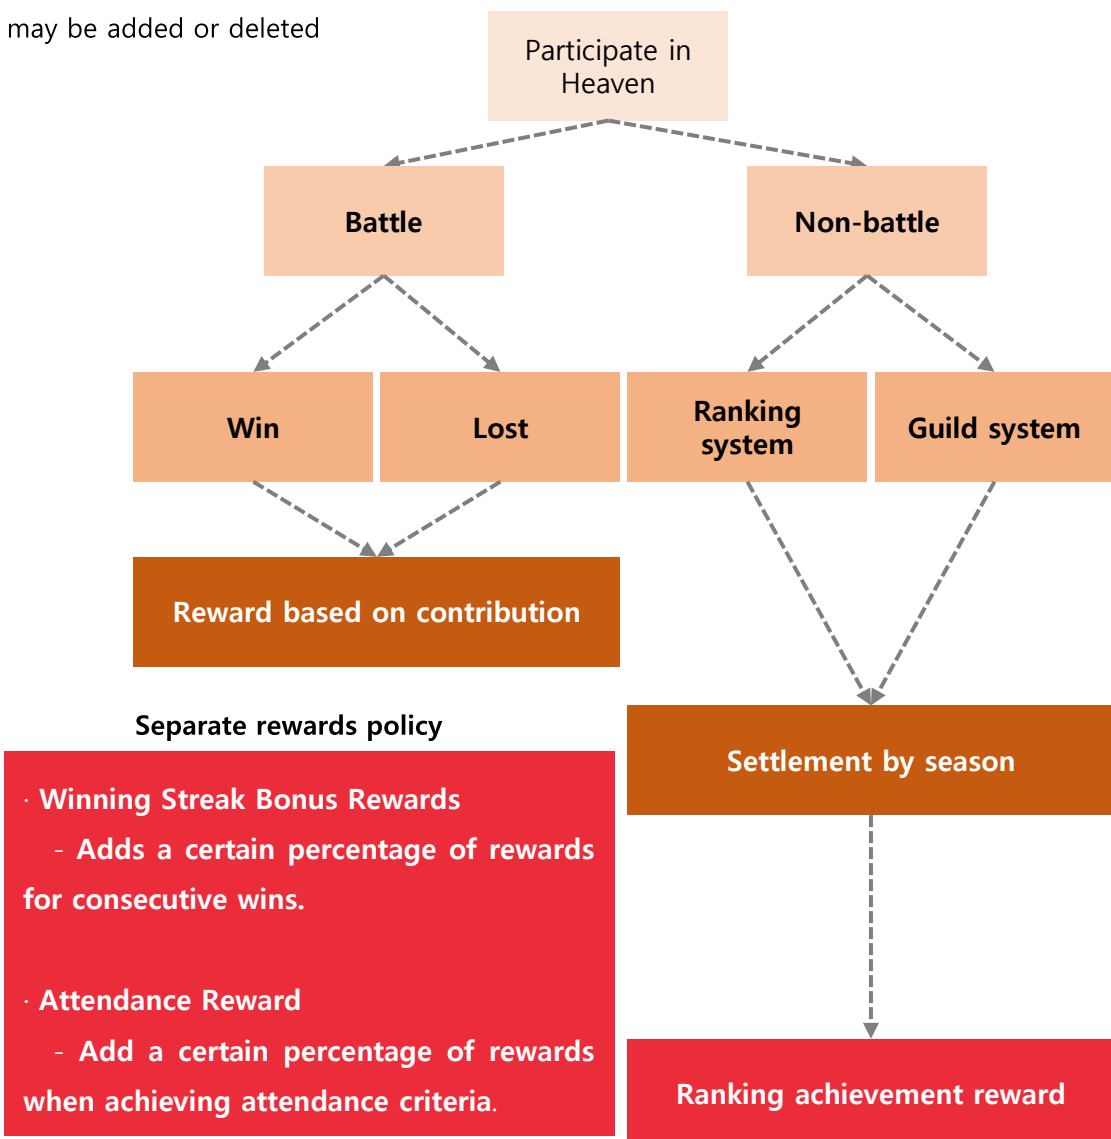 may be added or deleted
Participate in
Heaven
Battle
Non-battle
Win
Lost
Ranking
system
Guild system
Reward based on contribution
Separate rewards policy
Settlement by season
· Winning Streak Bonus Rewards
- Adds a certain percentage of rewards
for consecutive wins.
· Attendance Reward
- Add a certain percentage of rewards
when achieving attendance criteria.
Ranking achievement reward